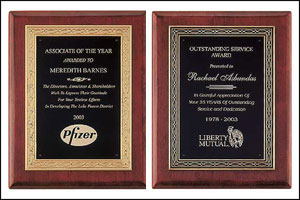 ASSOCIATE OF THE YEAR
AWARDED TO
MEREDITH BARNES
The Directors, Associates & Shareholders
Wish To Express Their Gratitude
For Your Tireless Efforts
In Developing The Lake Power District
2003
Pfizer
OUTSTANDING SERVICE
AWARD
Presented to
Rachael
In Grateful Appreciation Of
Your 25 YEARS Of Outstanding
Service and Dedication
1978 - 2003
LIBERTY
MUTUAL